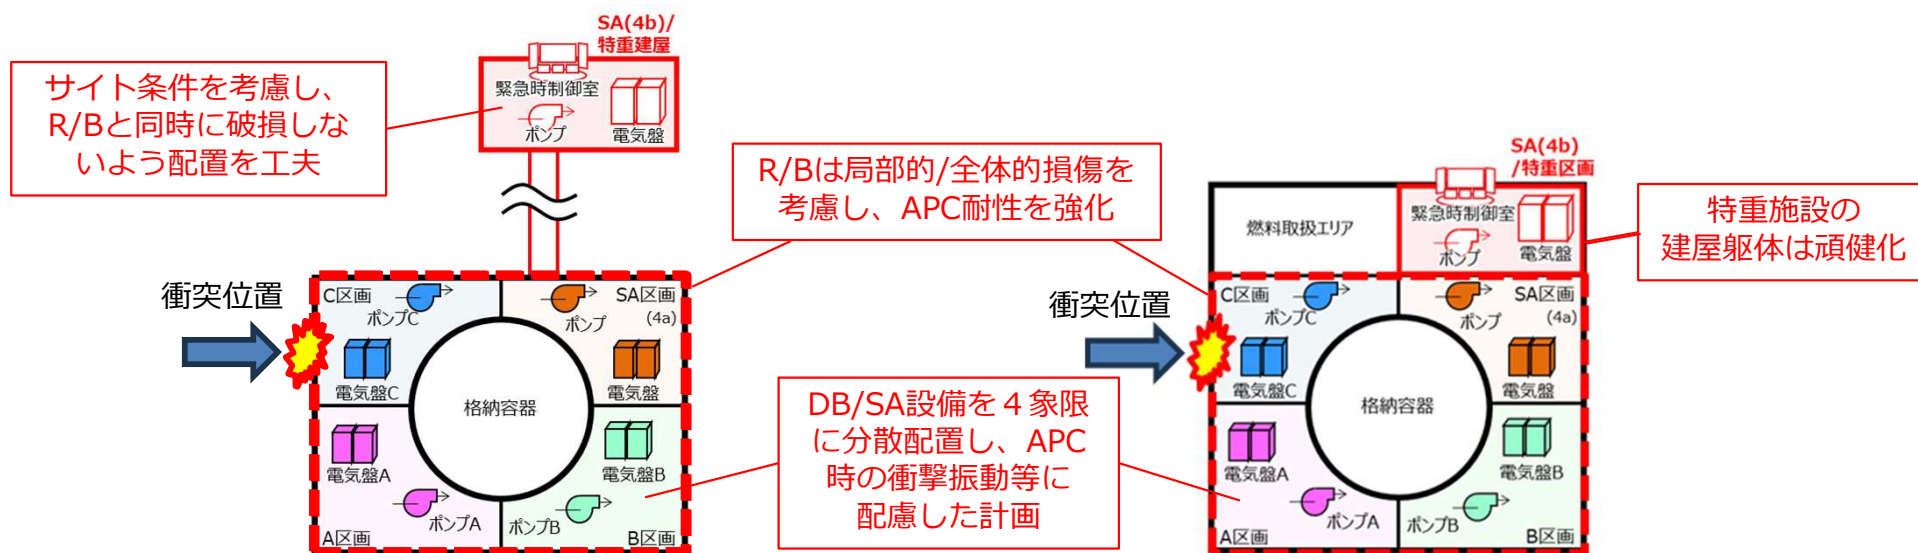 サイト条件を考慮し、
R/Bと同時に破損しな
いよう配置を工夫
SA(4b)/
特重建屋
緊急時制御室
ポンプ
電気盤
R/Bは局部的/全体的損傷を
考慮し、APC耐性を強化
衝突位置
C区画
ポンプC
電気盤C
ポンプ
SA区画
(4a)
電気盤
格納容器
電気盤A
ポンプA
A区画
電気盤B
ポンプB
B区画
DB/SA設備を４象限
に分散配置し、APC
時の衝撃振動等に
配慮した計画
SA(4b)
/特重区画
燃料取扱エリア
緊急時制御室
ポンプ
電気盤
特重施設の
建屋躯体は頑健化
衝突位置
C区画
ポンプC
電気盤C
ポンプ
SA区画
(4a)
電気盤
格納容器
電気盤A
ポンプA
A区画
電気盤B
ポンプB
B区画